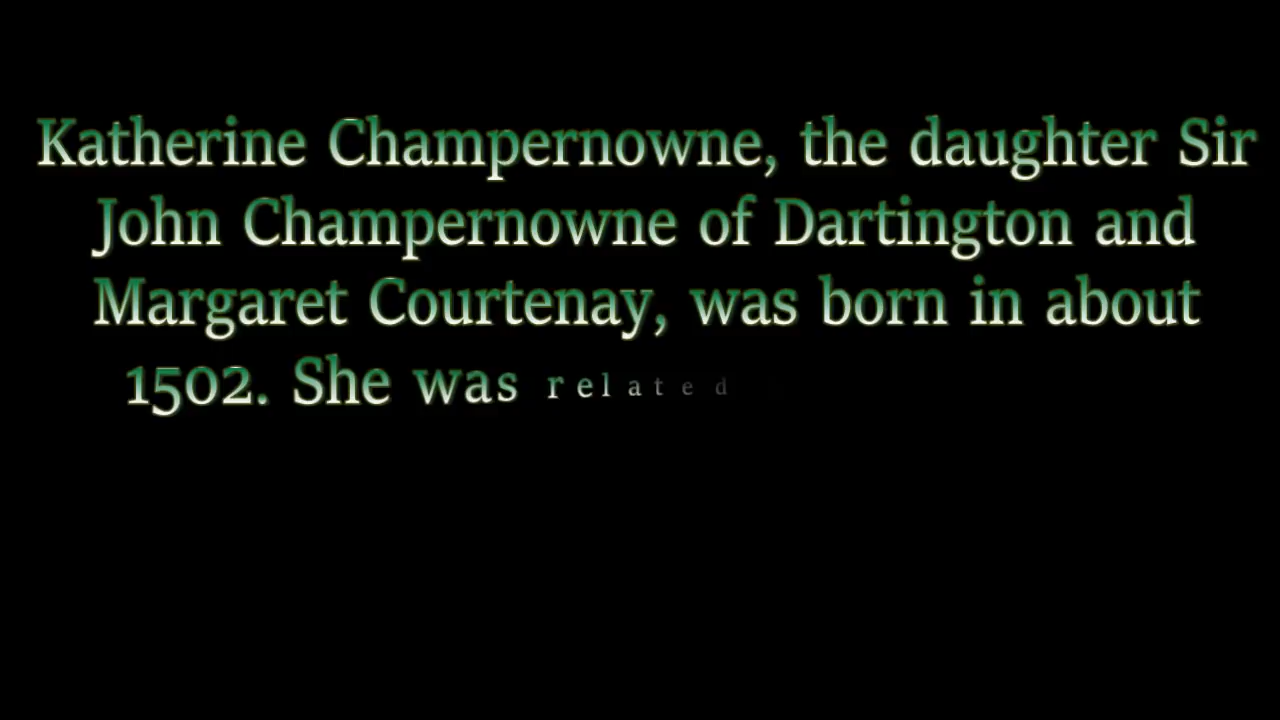 Katherine Champernowne, the daughter Sir
John Champernowne of Dartington and
Margaret Courtenay, was born in about
1502. She was related